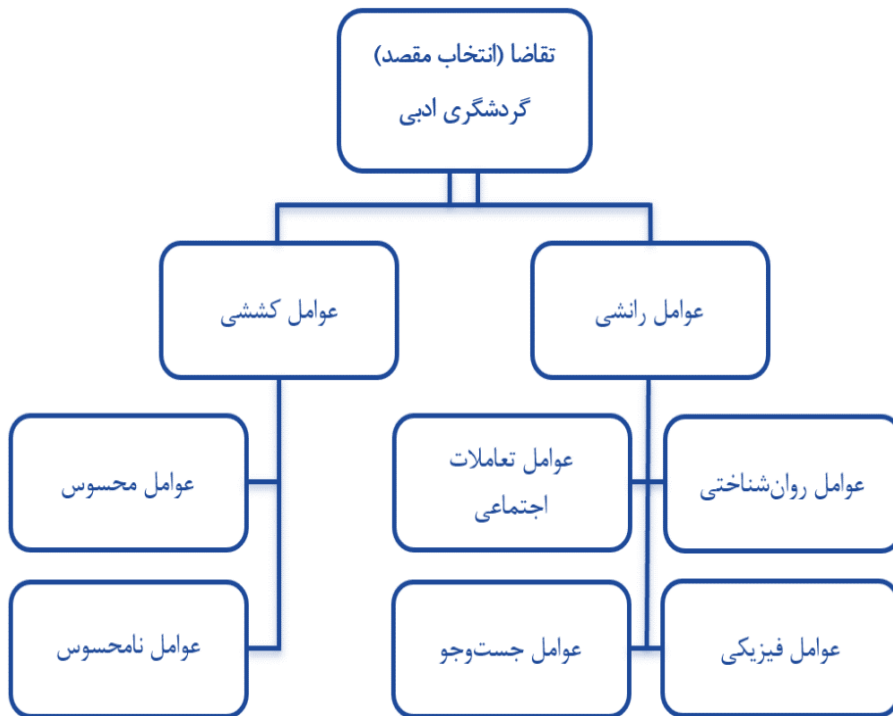 تقاضا (انتخاب مقصد)
گردشگری ادبی
عوامل رانشی
عوامل کششی
عوامل روان‌شناختی
عوامل تعاملات
اجتماعی
عوامل محسوس
عوامل فیزیکی
عوامل جست‌وجو
عوامل نامحسوس